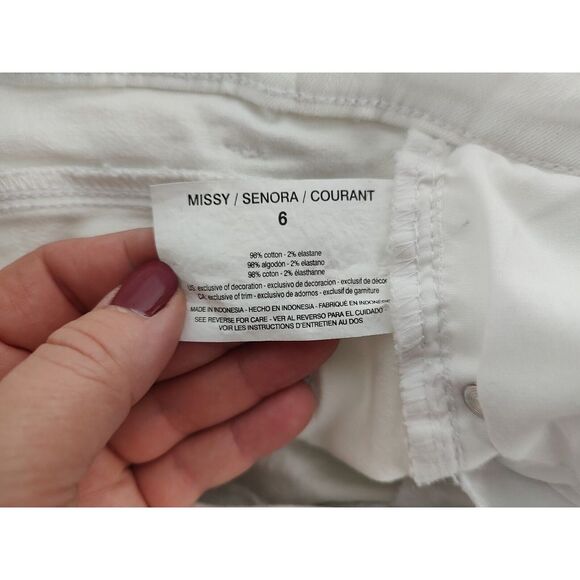 MISSY / SENORA / COURANT
6
98% cotton - 2% elastane
98% algodon - 2% elastano
98% coton - 2% élasthanne
US: exclusive of decoration - exclusivo de decoracion - exclusif de décor
CA: exclusive of trim - exclusivo de adornos - exclusif de garniture
MADE IN INDONESIA - HECHO EN INDONESIA - FABRIQUÉ EN INDONESIE
SEE REVERSE FOR CARE - VER AL REVERSO PARA EL CUIDADO
VOIR LES INSTRUCTIONS D'ENTRETIEN AU DOS